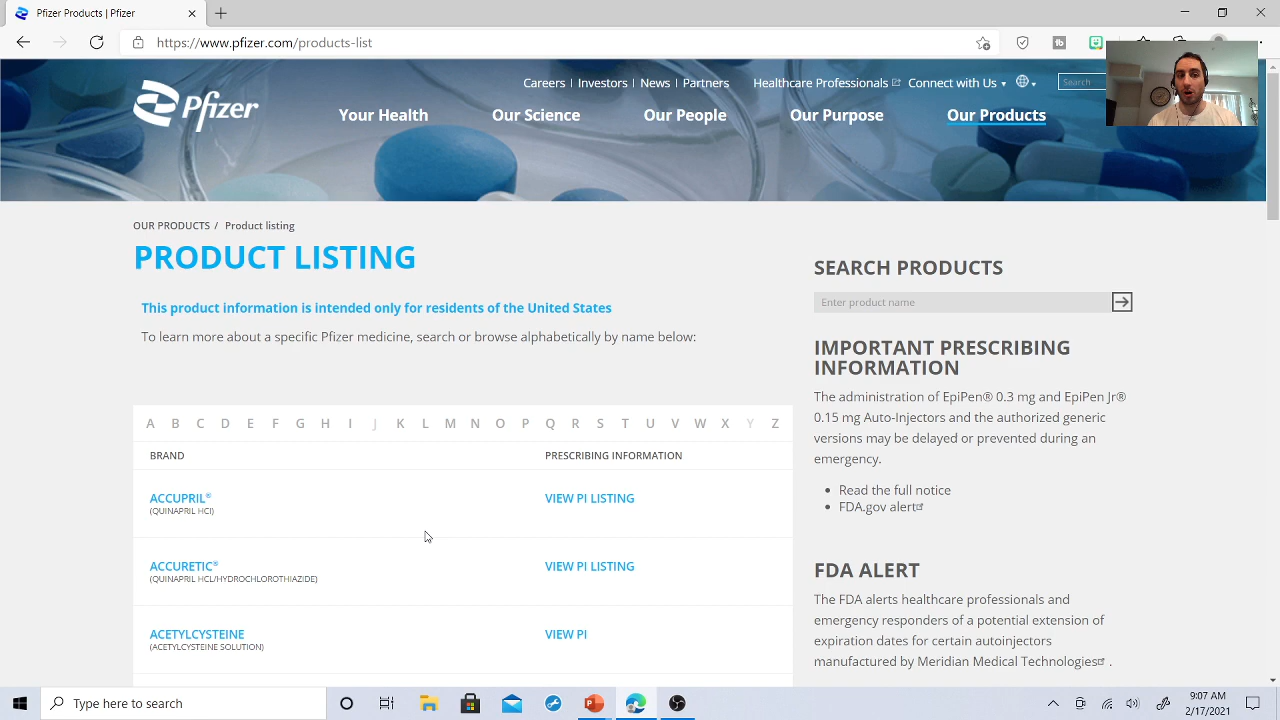 Pfizer Products | Pfizer
https://www.pfizer.com/products-list
Careers | Investors | News | Partners Healthcare Professionals Connect with Us
Search
Pfizer
Your Health Our Science Our People Our Purpose Our Products
OUR PRODUCTS / Product listing
PRODUCT LISTING
This product information is intended only for residents of the United States
To learn more about a specific Pfizer medicine, search or browse alphabetically by name below:
A B C D E F G H I J K L M N O P Q R S T U V W X Y Z
BRAND PRESCRIBING INFORMATION
ACCUPRIL® VIEW PI LISTING
(QUINAPRIL HCl)
ACCURETIC® VIEW PI LISTING
(QUINAPRIL HCL/HYDROCHLOROTHIAZIDE)
ACETYLCYSTEINE VIEW PI
(ACETYLCYSTEINE SOLUTION)
SEARCH PRODUCTS
Enter product name
IMPORTANT PRESCRIBING
INFORMATION
The administration of EpiPen® 0.3 mg and EpiPen Jr®
0.15 mg Auto-Injectors and the authorized generic
versions may be delayed or prevented during an
emergency.
• Read the full notice
• FDA.gov alert
FDA ALERT
The FDA alerts healthcare professionals and
emergency responders of a potential extension of
expiration dates for certain autoinjectors
manufactured by Meridian Medical Technologies .
Type here to search
9:07 AM
2/17/2021